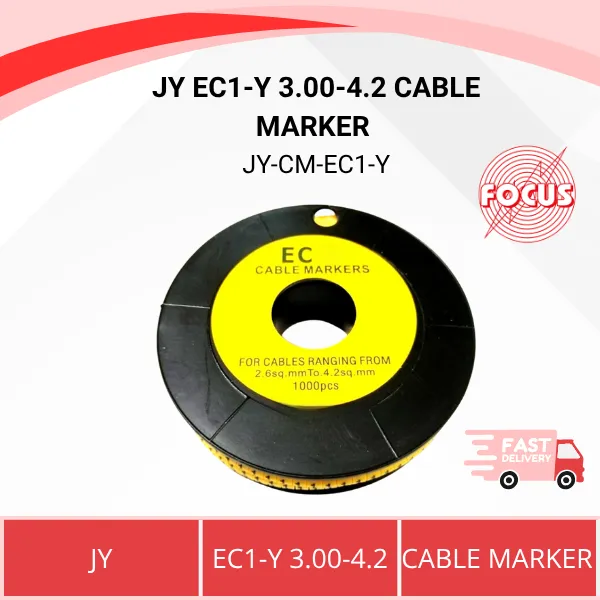 JY EC1-Y 3.00-4.2 CABLE
MARKER
JY-CM-EC1-Y
FOCUS
EC
CABLE MARKERS
FOR CABLES RANGING FROM
2.6sq.mmTo.4.2sq.mm
1000pcs
FAST
DELIVERY
JY
EC1-Y 3.00-4.2
CABLE MARKER